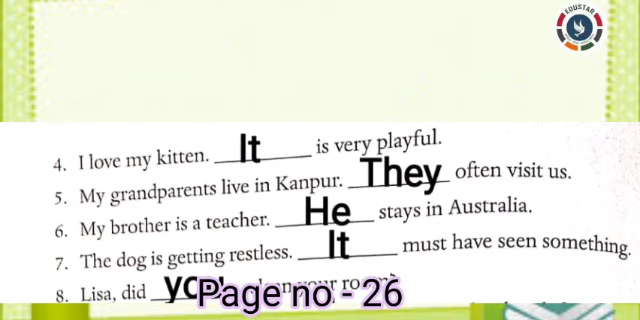 EDUSTAR
4. I love my kitten. It is very playful.
5. My grandparents live in Kanpur. They often visit us.
6. My brother is a teacher. He stays in Australia.
7. The dog is getting restless. It must have seen something.
8. Lisa, did
Page no - 26